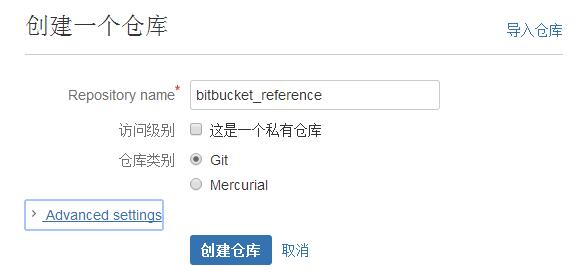 创建一个仓库
导入仓库
Repository name*
bitbucket_reference
访问级别
这是一个私有仓库
仓库类别
Git
Mercurial
› Advanced settings
创建仓库 取消